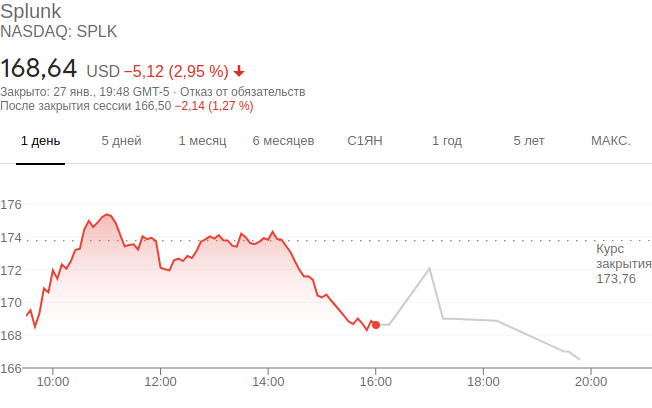 Splunk
NASDAQ: SPLK
168,64 USD −5,12 (2,95 %)
Закрыто: 27 янв., 19:48 GMT-5 · Отказ от обязательств
После закрытия сессии 166,50 −2,14 (1,27 %)
1 день 5 дней 1 месяц 6 месяцев С1ЯН 1 год 5 лет МАКС.
176
174
Курс
закрытия
173,76
172
170
168
166
10:00 12:00 14:00 16:00 18:00 20:00